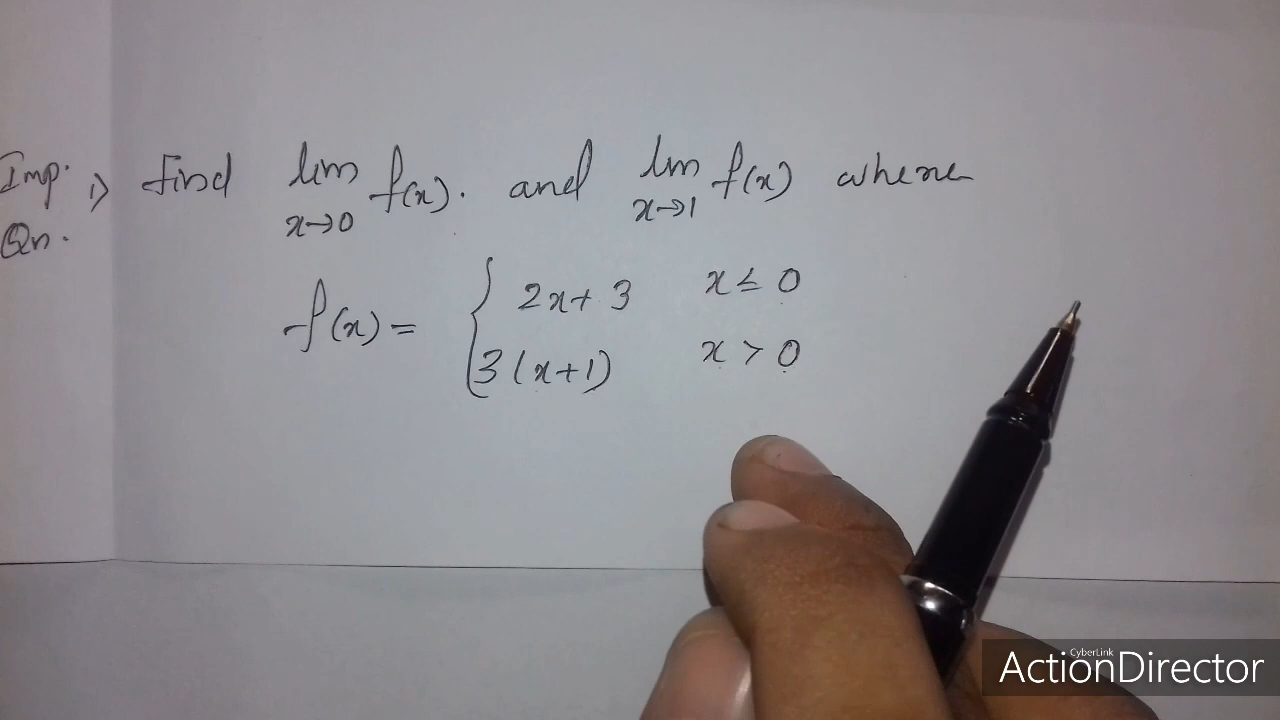 Imp. 1) Find lim f(x). and lim f(x) where
Qn. x→0 x→1
f(x) = { 2x+3 x ≤ 0
3(x+1) x > 0
CyberLink
ActionDirector